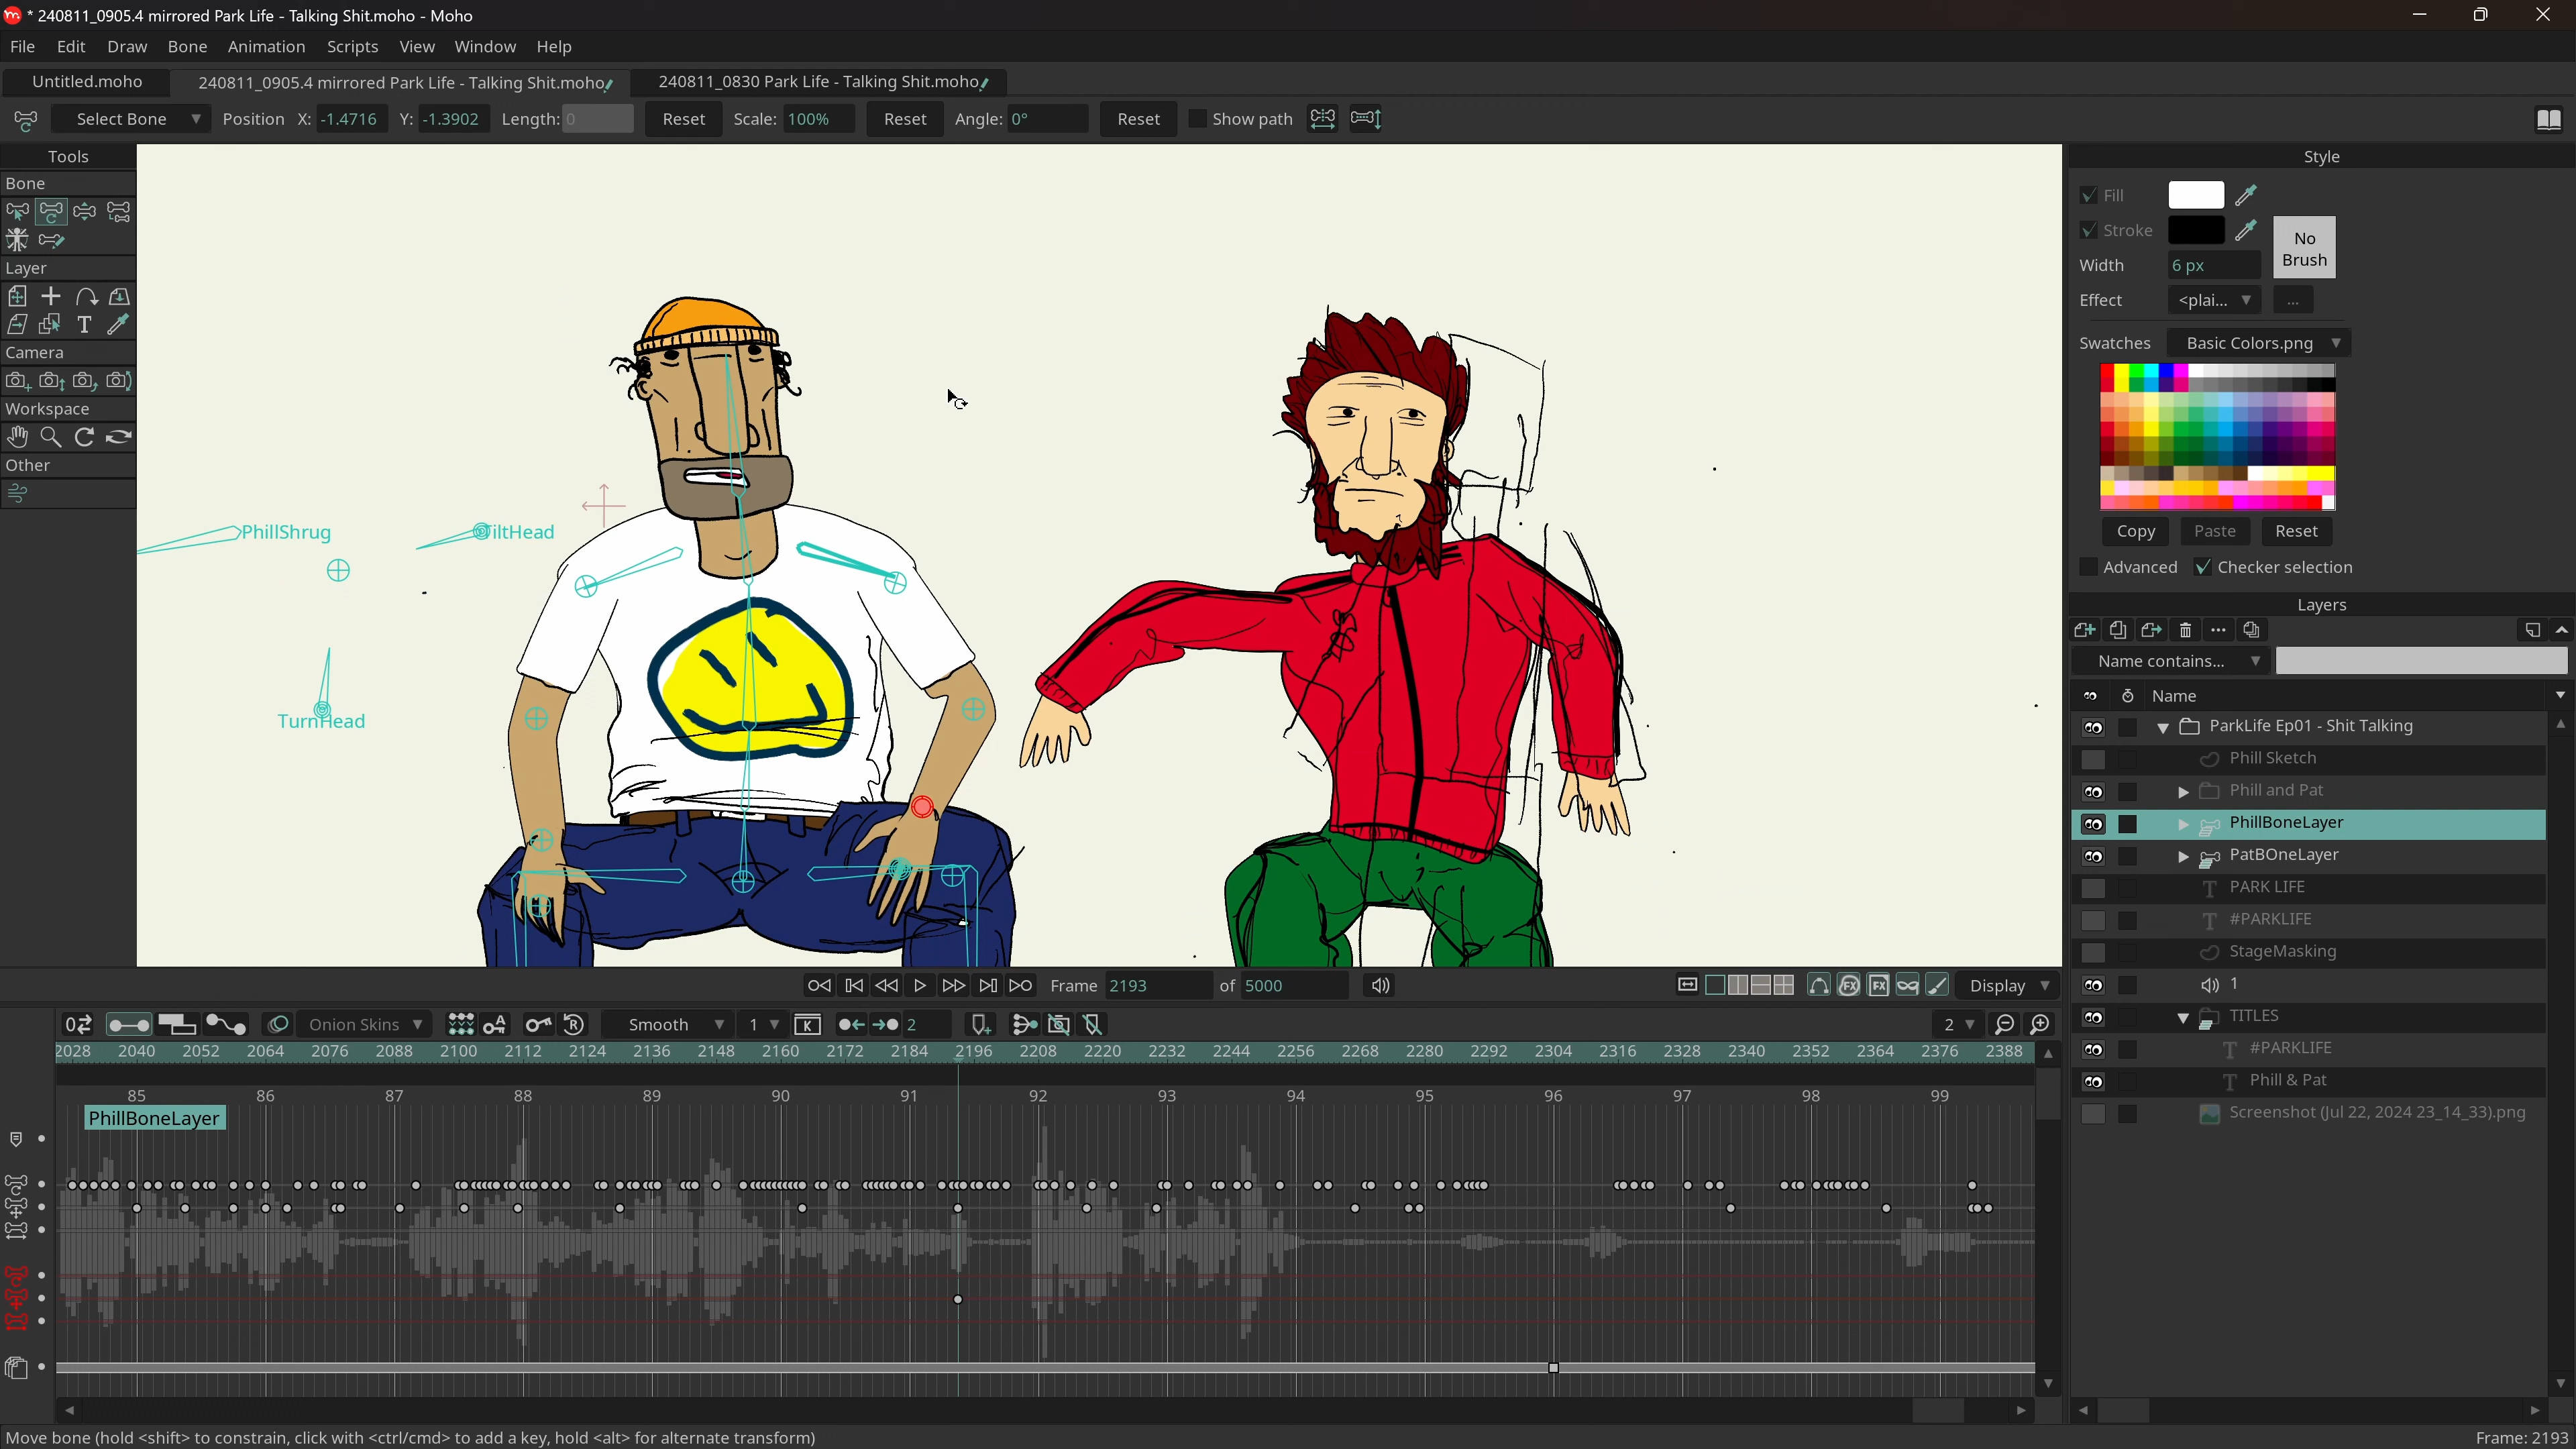 * 240811_0905.4 mirrored Park Life - Talking Shit.moho - Moho
File Edit Draw Bone Animation Scripts View Window Help
Untitled.moho 240811_0905.4 mirrored Park Life - Talking Shit.moho 240811_0830 Park Life - Talking Shit.moho
Select Bone Position X: -1.4716 Y: -1.3902 Length: 0 Reset Scale: 100% Reset Angle: 0° Reset Show path
Tools
Bone
Layer
Camera
Workspace
Other
PhillShrug
TiltHead
TurnHead
Style
Fill
Stroke
No
Brush
Width 6 px
Effect <plai... ...
Swatches Basic Colors.png
Copy Paste Reset
Advanced Checker selection
Layers
Name contains...
Name
ParkLife Ep01 - Shit Talking
Phill Sketch
Phill and Pat
PhillBoneLayer
PatBOneLayer
PARK LIFE
#PARKLIFE
StageMasking
1
TITLES
#PARKLIFE
Phill & Pat
Screenshot (Jul 22, 2024 23_14_33).png
Frame 2193 of 5000 Display
Onion Skins Smooth 1 2 2
2028 2040 2052 2064 2076 2088 2100 2112 2124 2136 2148 2160 2172 2184 2196 2208 2220 2232 2244 2256 2268 2280 2292 2304 2316 2328 2340 2352 2364 2376 2388
85 86 87 88 89 90 91 92 93 94 95 96 97 98 99
PhillBoneLayer
Move bone (hold <shift> to constrain, click with <ctrl/cmd> to add a key, hold <alt> for alternate transform) Frame: 2193